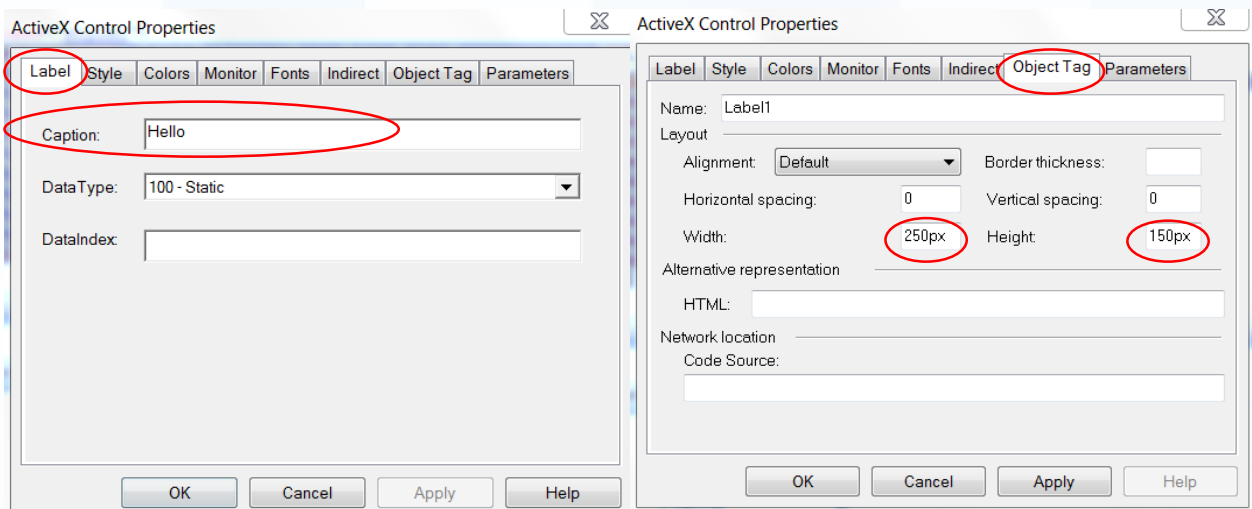 ActiveX Control Properties
Label Style Colors Monitor Fonts Indirect Object Tag Parameters
Caption: Hello
DataType: 100 - Static
DataIndex:
OK Cancel Apply Help
ActiveX Control Properties
Label Style Colors Monitor Fonts Indirect Object Tag Parameters
Name: Label1
Layout
Alignment: Default Border thickness:
Horizontal spacing: 0 Vertical spacing: 0
Width: 250px Height: 150px
Alternative representation
HTML:
Network location
Code Source:
OK Cancel Apply Help